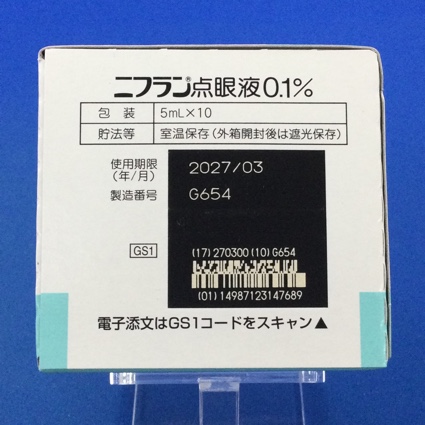 ニフラン®点眼液0.1%
包装 5mL×10
貯法等 室温保存(外箱開封後は遮光保存)
使用期限 2027/03
(年/月)
製造番号 G654
GS1
(17)270300(10)G654
(01)14987123147689
電子添文はGS1コードをスキャン▲